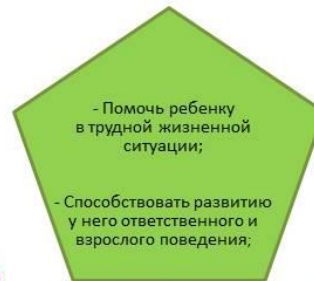 - Помочь ребенку
в трудной жизненной
ситуации;
- Способствовать развитию
у него ответственного и
взрослого поведения;